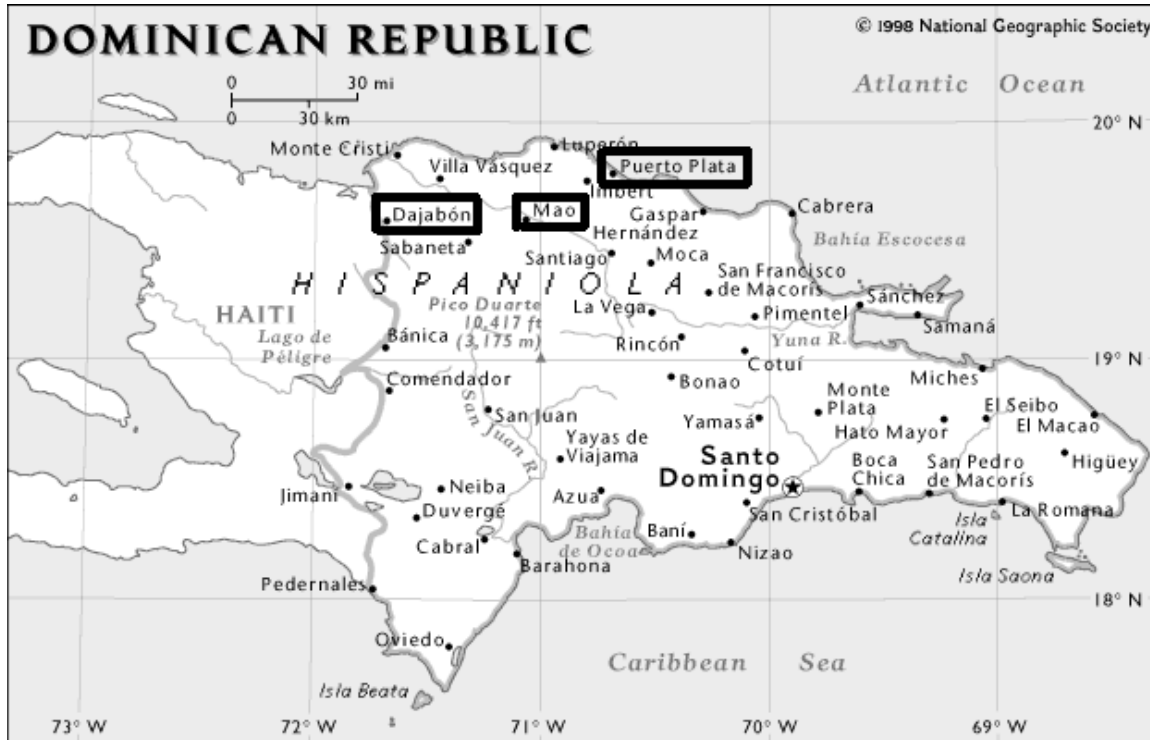 DOMINICAN REPUBLIC
© 1998 National Geographic Society
0 30 mi
0 30 km
Atlantic Ocean
20° N
Monte Cristi
Luperón
Villa Vásquez
Puerto Plata
Imbert
Dajabón
Mao
Gaspar
Hernández
Cabrera
Sabaneta
Santiago
Moca
Bahía Escocesa
HISPANIOLA
San Francisco
de Macorís
HAITI
Pico Duarte
10,417 ft
(3,175 m)
La Vega
Pimentel
Sánchez
Samaná
Lago de
Péligre
Bánica
Rincón
Yuna R.
Cotuí
19° N
Comendador
Bonao
Miches
San Juan
San Juan R.
Monte
Plata
El Seibo
Yamasá
Hato Mayor
El Macao
Yayas de
Viajama
Santo
Domingo
Boca
Chica
San Pedro
de Macorís
Higüey
Jimaní
Neiba
Azua
Duvergé
San Cristóbal
La Romana
Cabral
Bahía
de Ocoa
Baní
Nizao
Isla
Catalina
Barahona
Isla Saona
Pedernales
18° N
Oviedo
Caribbean Sea
Isla Beata
73° W
72° W
71° W
70° W
69° W